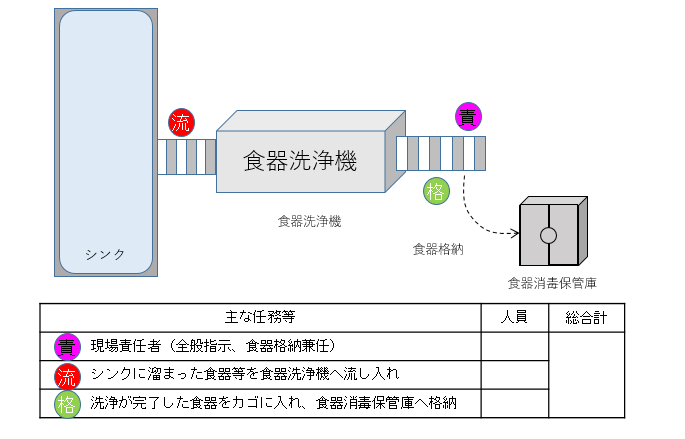 流
責
食器洗浄機
格
シンク
食器洗浄機
食器格納
食器消毒保管庫
主な任務等 人員 総合計
責 現場責任者（全般指示、食器格納兼任）
流 シンクに溜まった食器等を食器洗浄機へ流し入れ
格 洗浄が完了した食器をカゴに入れ、食器消毒保管庫へ格納